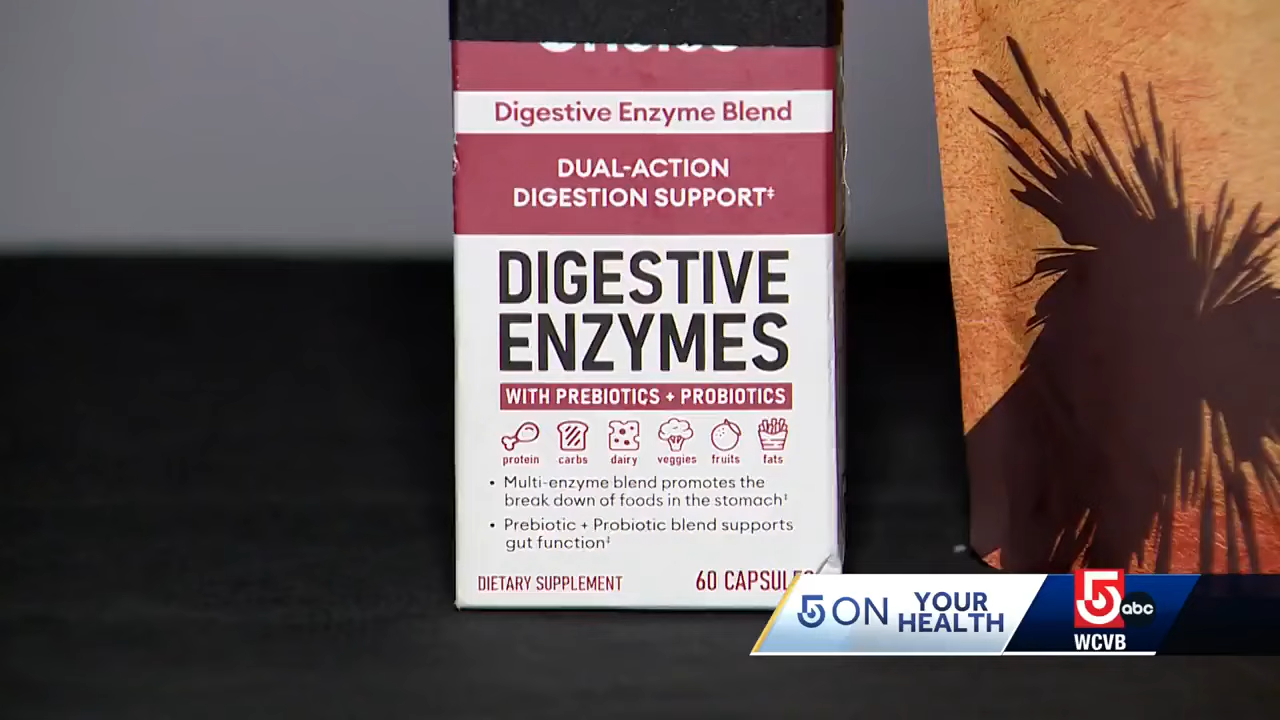 Digestive Enzyme Blend
DUAL-ACTION
DIGESTION SUPPORT‡
DIGESTIVE
ENZYMES
WITH PREBIOTICS + PROBIOTICS
protein carbs dairy veggies fruits fats
• Multi-enzyme blend promotes the
break down of foods in the stomach‡
• Prebiotic + Probiotic blend supports
gut function‡
DIETARY SUPPLEMENT 60 CAPSULES
5 ON YOUR HEALTH
5 abc
WCVB